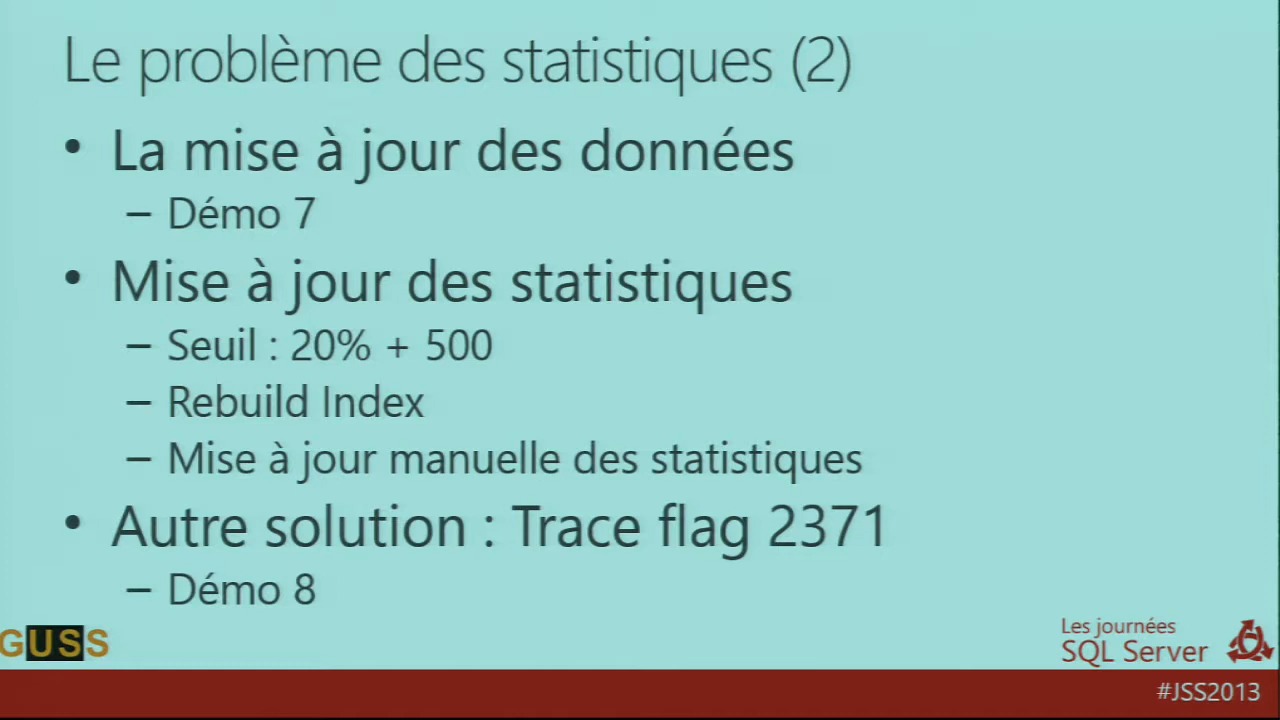 Le problème des statistiques (2)
• La mise à jour des données
– Démo 7
• Mise à jour des statistiques
– Seuil : 20% + 500
– Rebuild Index
– Mise à jour manuelle des statistiques
• Autre solution : Trace flag 2371
– Démo 8
GUSS
Les journées
SQL Server
#JSS2013